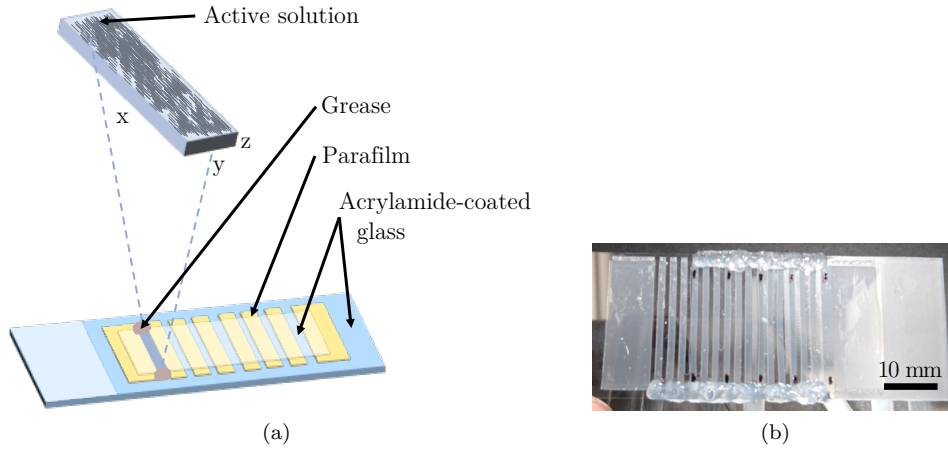 Active solution
Grease
x
z
y
Parafilm
Acrylamide-coated
glass
10 mm
(a)
(b)